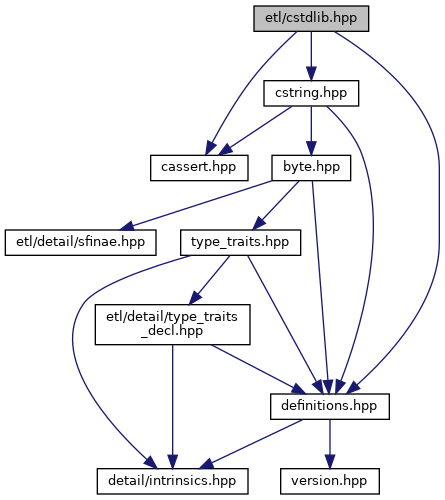 etl/cstdlib.hpp
cstring.hpp
cassert.hpp
byte.hpp
etl/detail/sfinae.hpp
type_traits.hpp
etl/detail/type_traits
_decl.hpp
definitions.hpp
detail/intrinsics.hpp
version.hpp